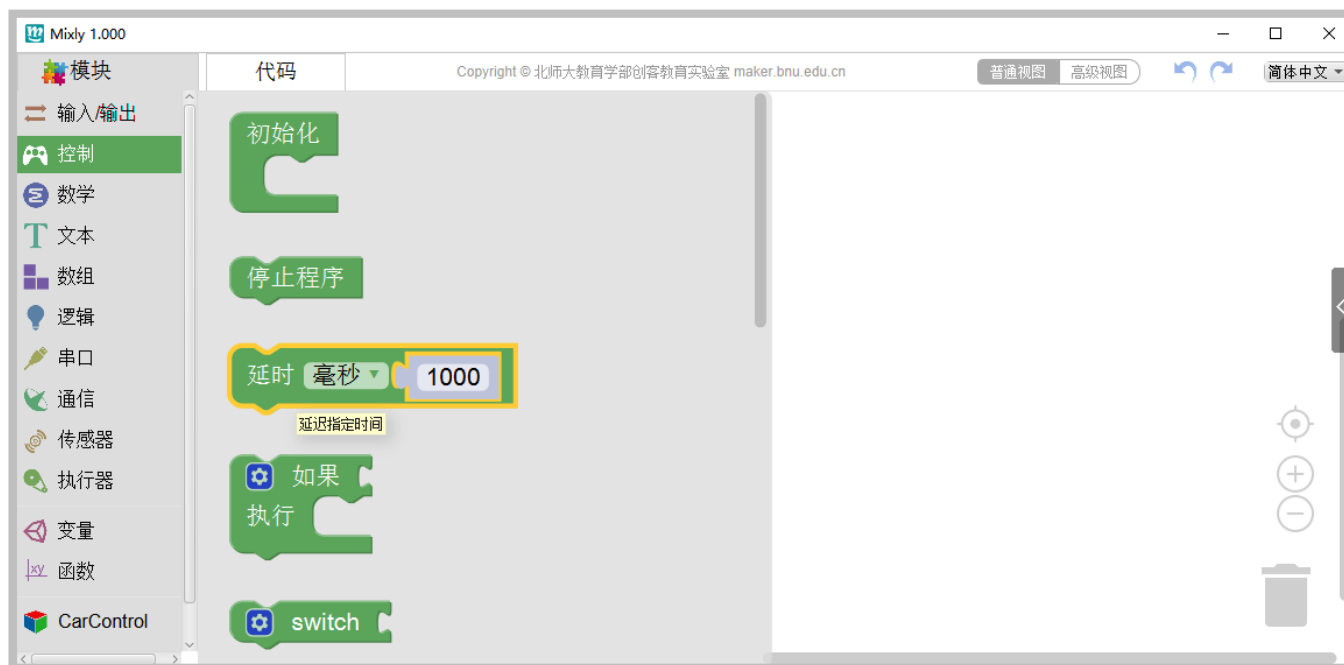 Mixly 1.000
模块
代码
Copyright © 北师大教育学部创客教育实验室 maker.bnu.edu.cn
普通视图 高级视图
简体中文
输入/输出
控制
数学
文本
数组
逻辑
串口
通信
传感器
执行器
变量
函数
CarControl
初始化
停止程序
延时 毫秒 1000
延迟指定时间
如果
执行
switch